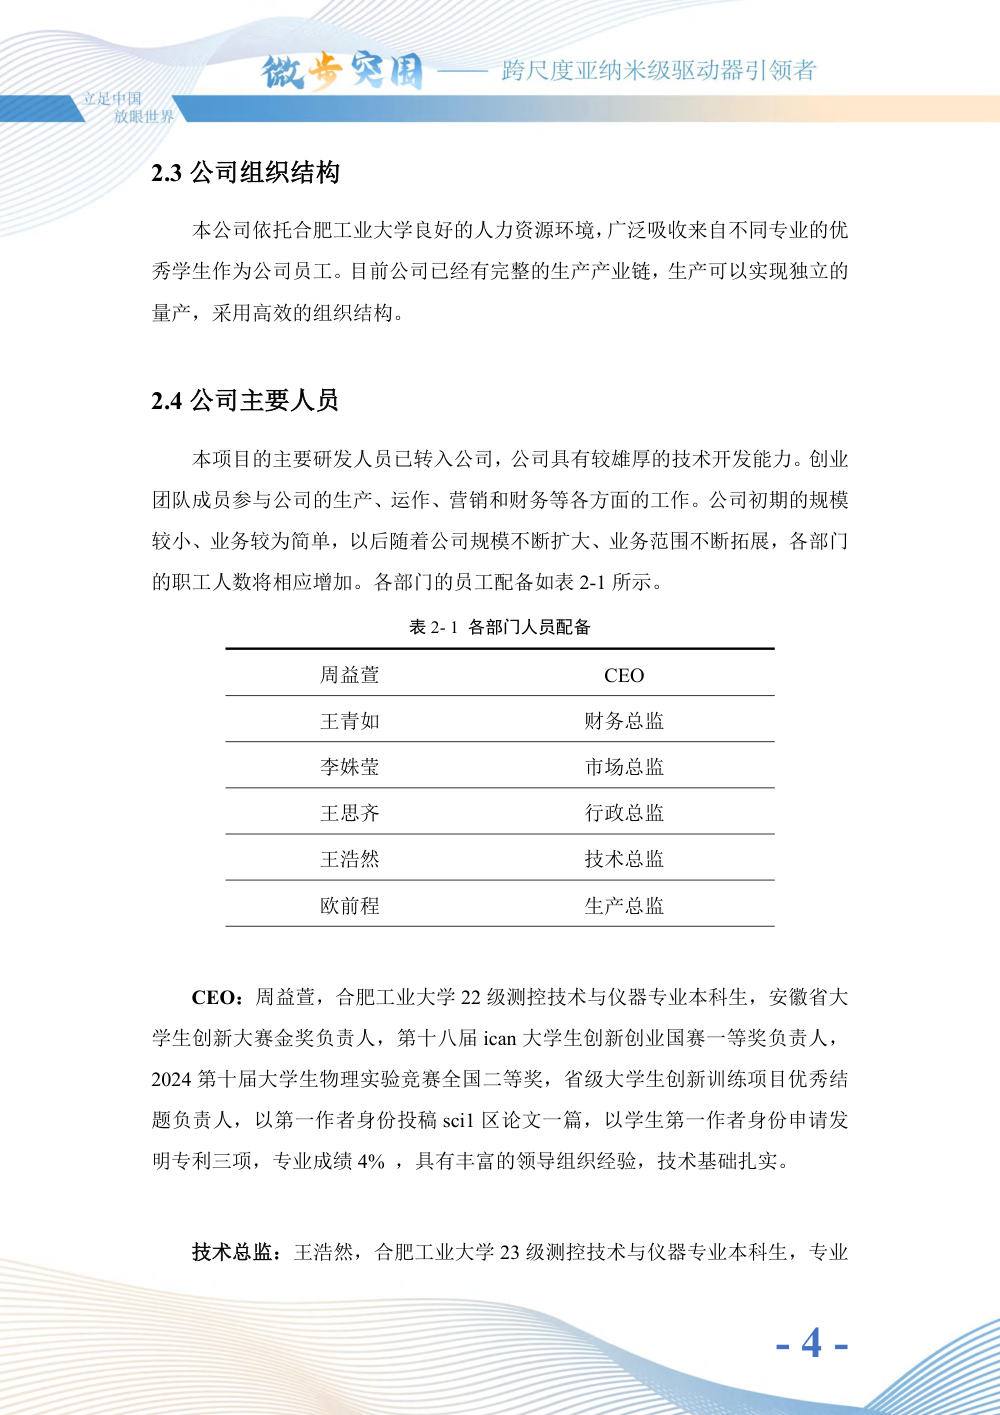 微步突围 —— 跨尺度亚纳米级驱动器引领者
立足中国
放眼世界
2.3 公司组织结构
本公司依托合肥工业大学良好的人力资源环境，广泛吸收来自不同专业的优
秀学生作为公司员工。目前公司已经有完整的生产产业链，生产可以实现独立的
量产，采用高效的组织结构。
2.4 公司主要人员
本项目的主要研发人员已转入公司，公司具有较雄厚的技术开发能力。创业
团队成员参与公司的生产、运作、营销和财务等各方面的工作。公司初期的规模
较小、业务较为简单，以后随着公司规模不断扩大、业务范围不断拓展，各部门
的职工人数将相应增加。各部门的员工配备如表 2-1 所示。
表 2- 1 各部门人员配备
周益萱 CEO
王青如 财务总监
李姝莹 市场总监
王思齐 行政总监
王浩然 技术总监
欧前程 生产总监
CEO：周益萱，合肥工业大学 22 级测控技术与仪器专业本科生，安徽省大
学生创新大赛金奖负责人，第十八届 ican 大学生创新创业国赛一等奖负责人，
2024 第十届大学生物理实验竞赛全国二等奖，省级大学生创新训练项目优秀结
题负责人，以第一作者身份投稿 sci1 区论文一篇，以学生第一作者身份申请发
明专利三项，专业成绩 4% ，具有丰富的领导组织经验，技术基础扎实。
技术总监：王浩然，合肥工业大学 23 级测控技术与仪器专业本科生，专业
- 4 -